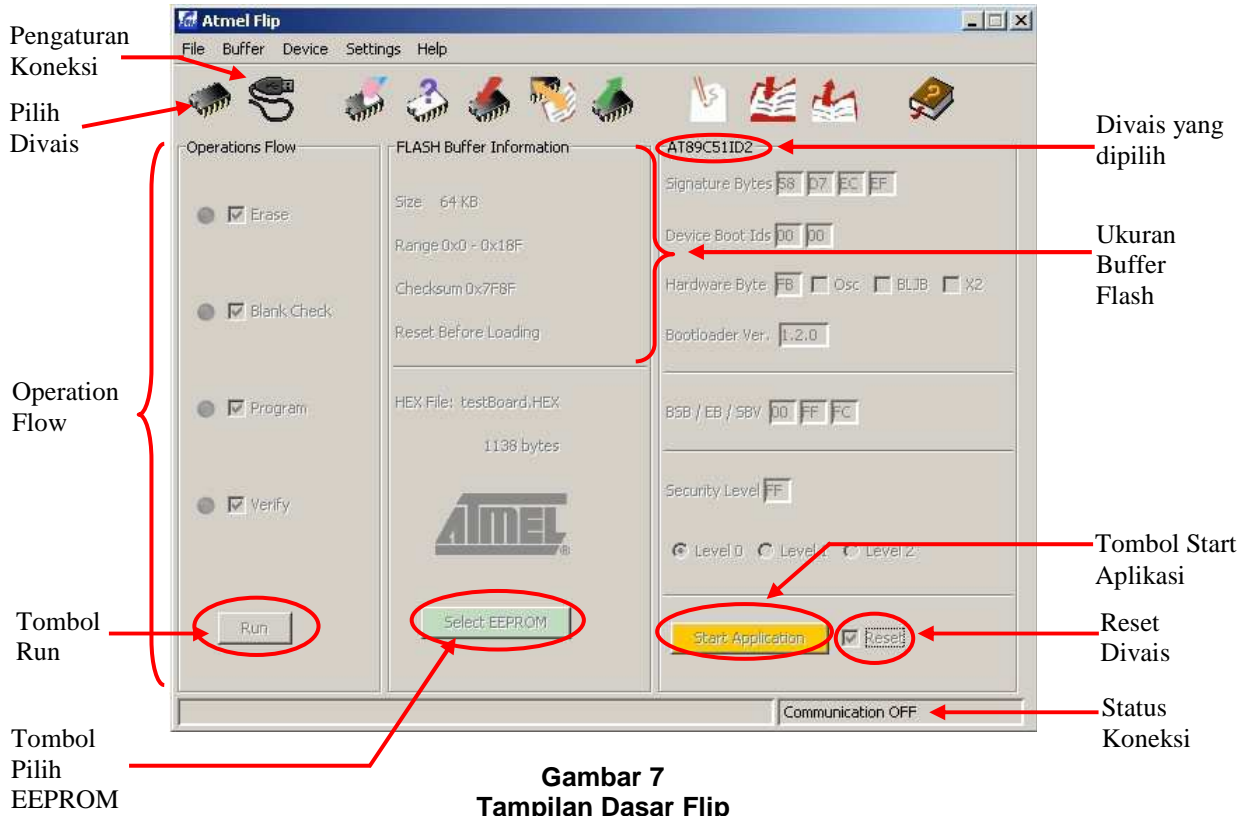 Atmel Flip
File Buffer Device Settings Help
Pengaturan
Koneksi
Pilih
Divais
Operation
Flow
Tombol
Run
Tombol
Pilih
EEPROM
Operations Flow
Erase
Blank Check
Program
Verify
Run
FLASH Buffer Information
Size 64 KB
Range 0x0 - 0x18F
Checksum 0x7F8F
Reset Before Loading
HEX File: testBoard.HEX
1138 bytes
ATMEL
Select EEPROM
AT89C51ID2
Signature Bytes 58 D7 EC EF
Device Boot Ids 00 00
Hardware Byte FB Osc BLJB X2
Bootloader Ver. 1.2.0
BSB / EB / SBV 00 FF FC
Security Level FF
Level 0 Level 1 Level 2
Start Application Reset
Communication OFF
Divais yang
dipilih
Ukuran
Buffer
Flash
Tombol Start
Aplikasi
Reset
Divais
Status
Koneksi
Gambar 7
Tampilan Dasar Flip